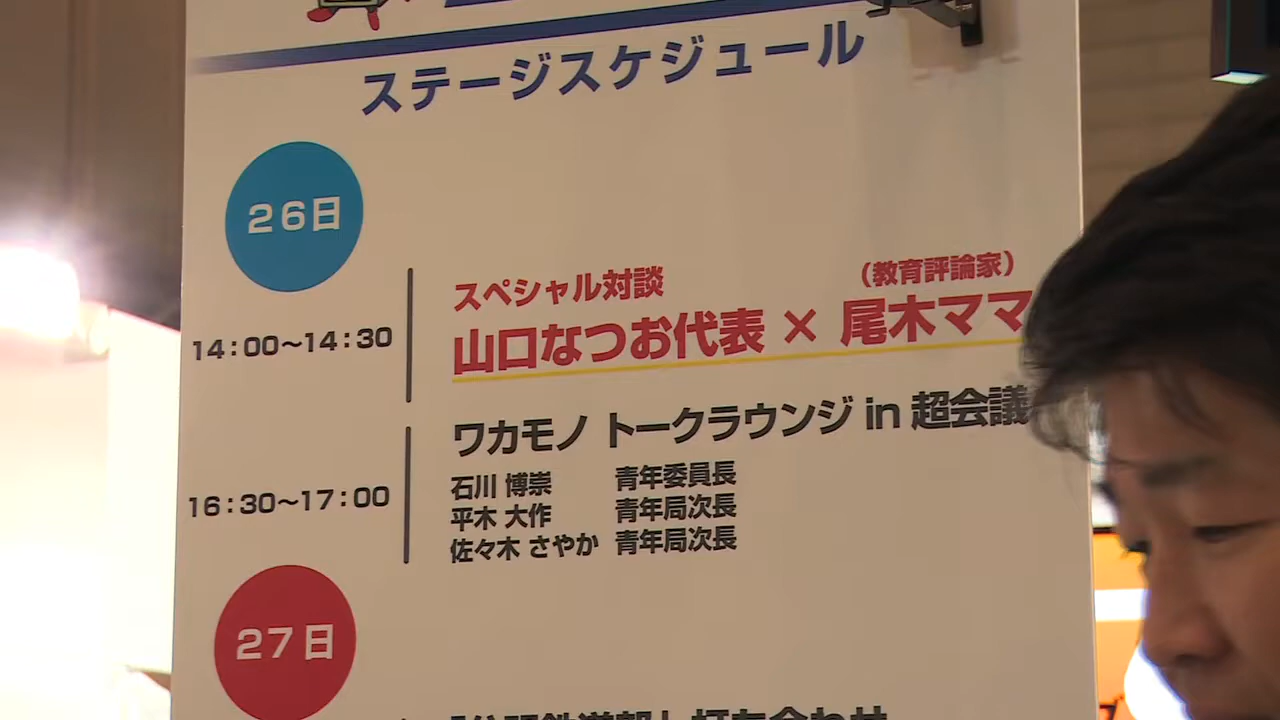 ステージスケジュール
26日
スペシャル対談
(教育評論家)
14:00〜14:30
山口なつお代表 × 尾木ママ
ワカモノ トークラウンジ in 超会議
16:30〜17:00
石川 博崇 青年委員長
平木 大作 青年局次長
佐々木 さやか 青年局次長
27日